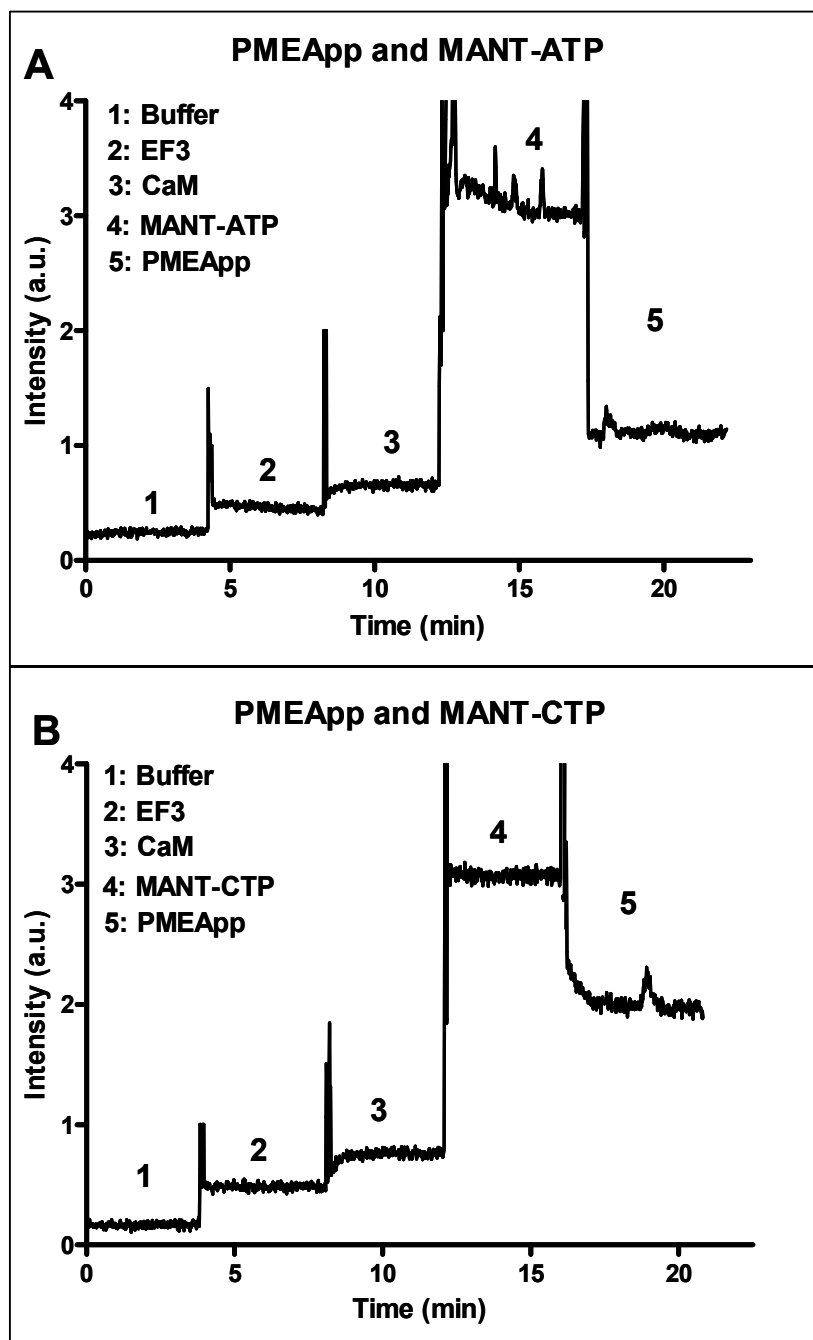 A
PMEApp and MANT-ATP
1: Buffer
2: EF3
3: CaM
4: MANT-ATP
5: PMEApp
Intensity (a.u.)
4
3
2
1
0
1
2
3
4
5
0 5 10 15 20
Time (min)
B
PMEApp and MANT-CTP
1: Buffer
2: EF3
3: CaM
4: MANT-CTP
5: PMEApp
Intensity (a.u.)
4
3
2
1
0
1
2
3
4
5
0 5 10 15 20
Time (min)